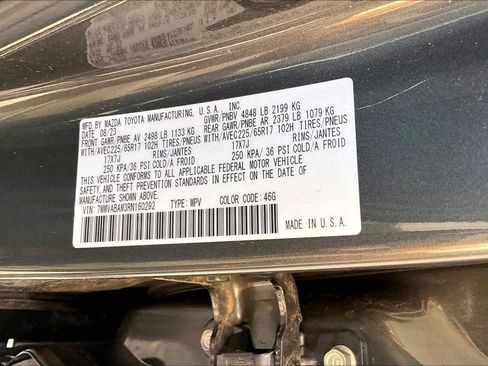 MFD. BY MAZDA TOYOTA MANUFACTURING, U.S.A., INC.
DATE 08/23 GVWR/PNBV 4848 LB 2199 KG
FRONT GAWR/PNBE AV 2498 LB 1133 KG REAR GAWR/PNBE AR 2379 LB 1079 KG
WITH/AVEC225/65R17 102H TIRES/PNEUS WITH/AVEC225/65R17 102H TIRES/PNEUS
17X7J RIMS/JANTES 17X7J RIMS/JANTES
250 KPA/ 36 PSI COLD/A FROID 250 KPA/ 36 PSI COLD/A FROID
THIS VEHICLE CONFORMS TO ALL APPLICABLE FEDERAL MOTOR VEHICLE
SAFETY, BUMPER, AND THEFT PREVENTION STANDARDS IN EFFECT ON THE DATE OF
MANUFACTURE SHOWN ABOVE.
VIN: 7MMVABAM3RN160292 TYPE: MPV COLOR CODE: 46G
MADE IN U.S.A.